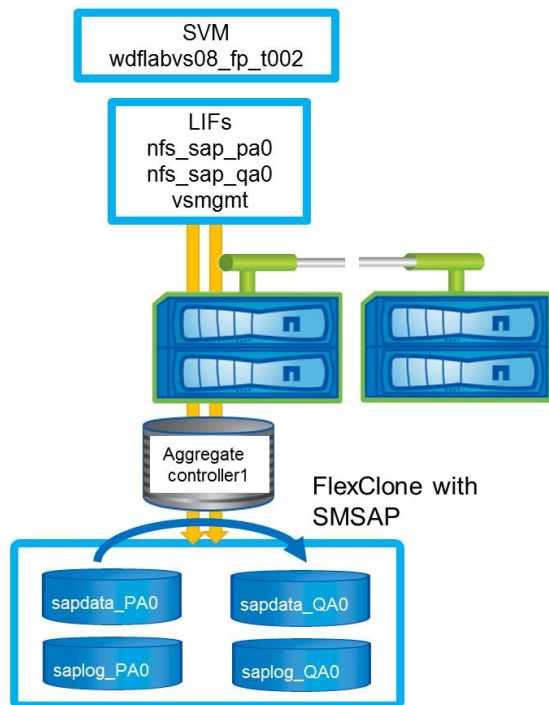 SVM
wdflabvs08_fp_t002
LIFs
nfs_sap_pa0
nfs_sap_qa0
vsmgmt
Aggregate
controller1
FlexClone with
SMSAP
sapdata_PA0
sapdata_QA0
saplog_PA0
saplog_QA0